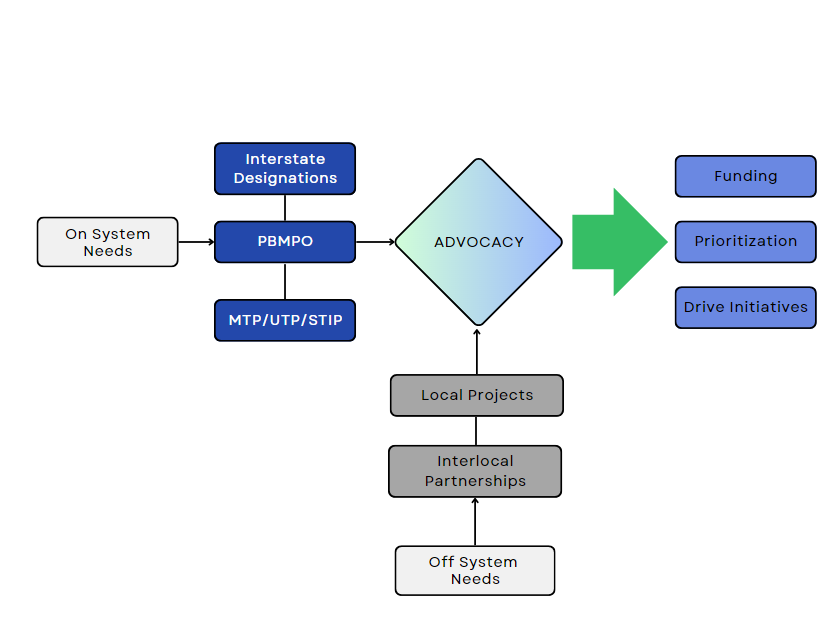 Interstate
Designations
On System
Needs
PBMPO
MTP/UTP/STIP
ADVOCACY
Funding
Prioritization
Drive Initiatives
Local Projects
Interlocal
Partnerships
Off System
Needs